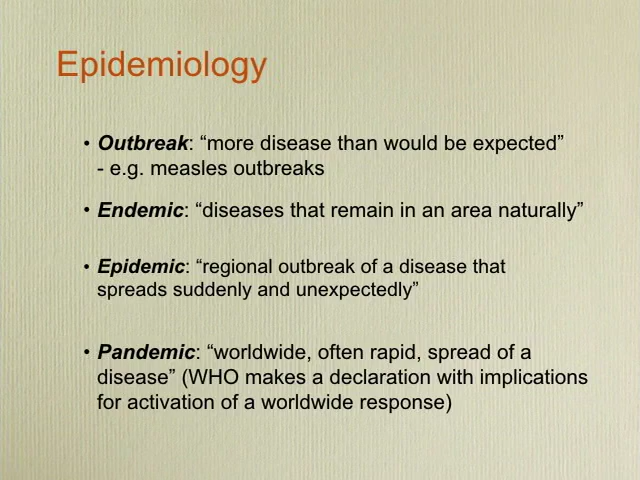 Epidemiology
• Outbreak: “more disease than would be expected”
- e.g. measles outbreaks
• Endemic: “diseases that remain in an area naturally”
• Epidemic: “regional outbreak of a disease that
spreads suddenly and unexpectedly”
• Pandemic: “worldwide, often rapid, spread of a
disease” (WHO makes a declaration with implications
for activation of a worldwide response)